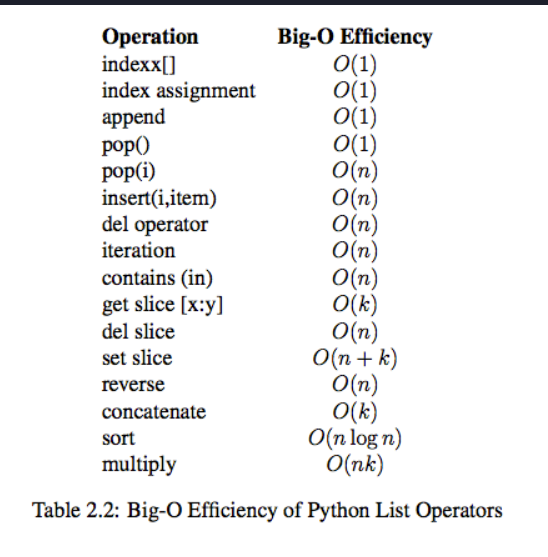 Operation Big-O Efficiency
indexx[] O(1)
index assignment O(1)
append O(1)
pop() O(1)
pop(i) O(n)
insert(i,item) O(n)
del operator O(n)
iteration O(n)
contains (in) O(n)
get slice [x:y] O(k)
del slice O(n)
set slice O(n + k)
reverse O(n)
concatenate O(k)
sort O(n log n)
multiply O(nk)
Table 2.2: Big-O Efficiency of Python List Operators